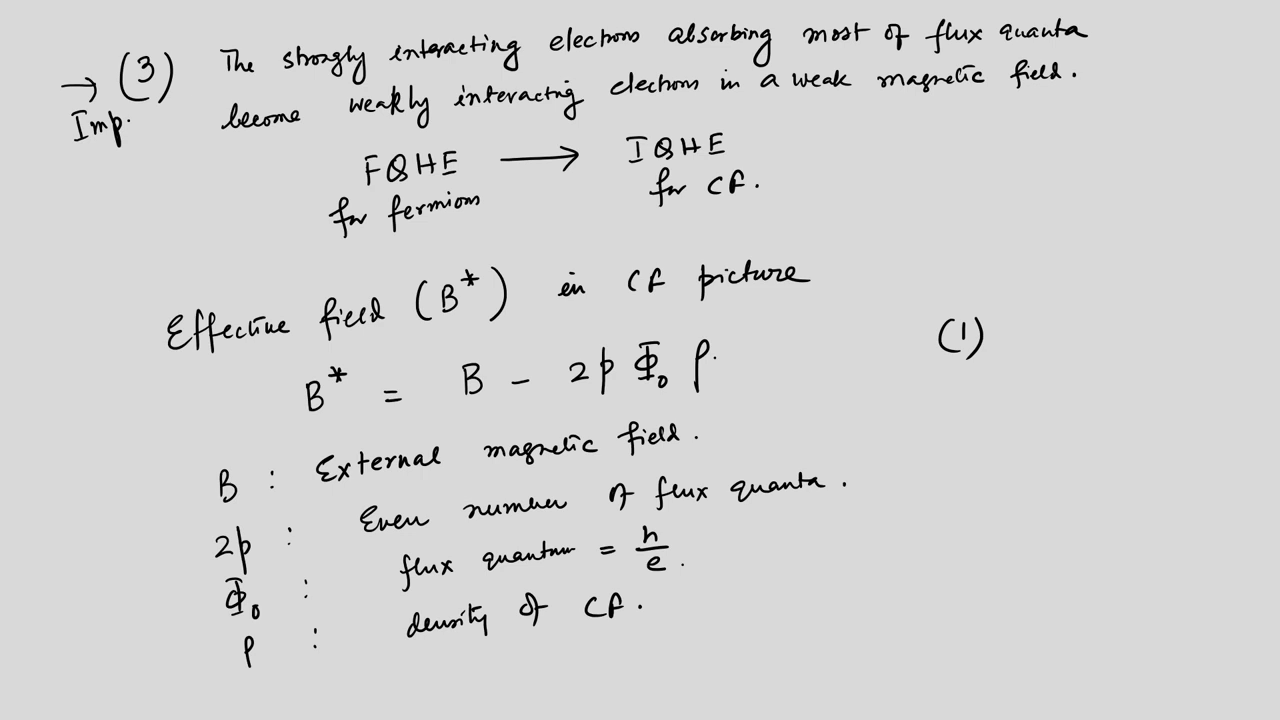 → (3) The strongly interacting electrons absorbing most of flux quanta
Imp. become weakly interacting electrons in a weak magnetic field.
FQHE → IQHE
for fermions for CF.
Effective field (B*) in CF picture
B* = B - 2p Φ₀ ρ. (1)
B : External magnetic field.
2p : Even number of flux quanta.
Φ₀ : flux quantum = h/e.
ρ : density of CF.